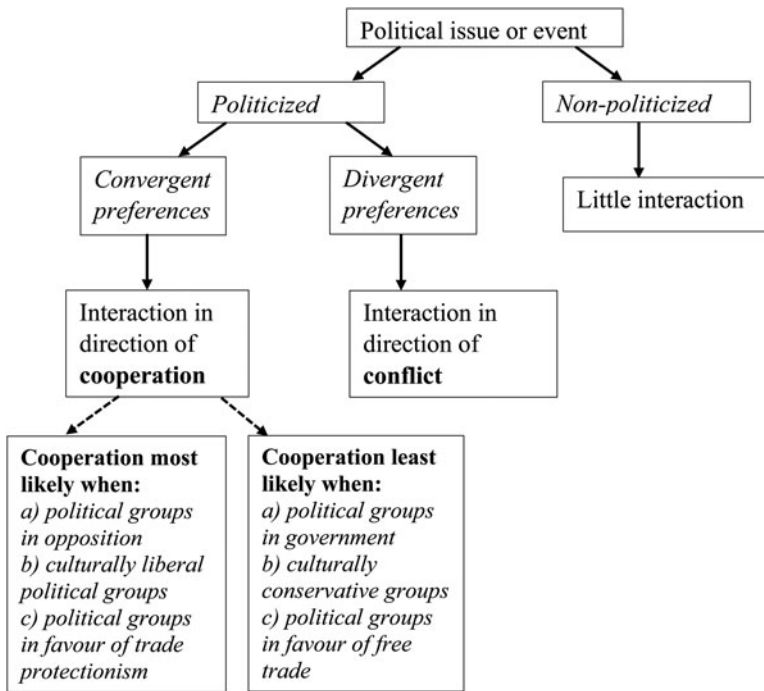 Political issue or event
Politicized
Non-politicized
Convergent
preferences
Divergent
preferences
Little interaction
Interaction in
direction of
cooperation
Interaction in
direction of
conflict
Cooperation most
likely when:
a) political groups
in opposition
b) culturally liberal
political groups
c) political groups
in favour of trade
protectionism
Cooperation least
likely when:
a) political groups
in government
b) culturally
conservative groups
c) political groups
in favour of free
trade